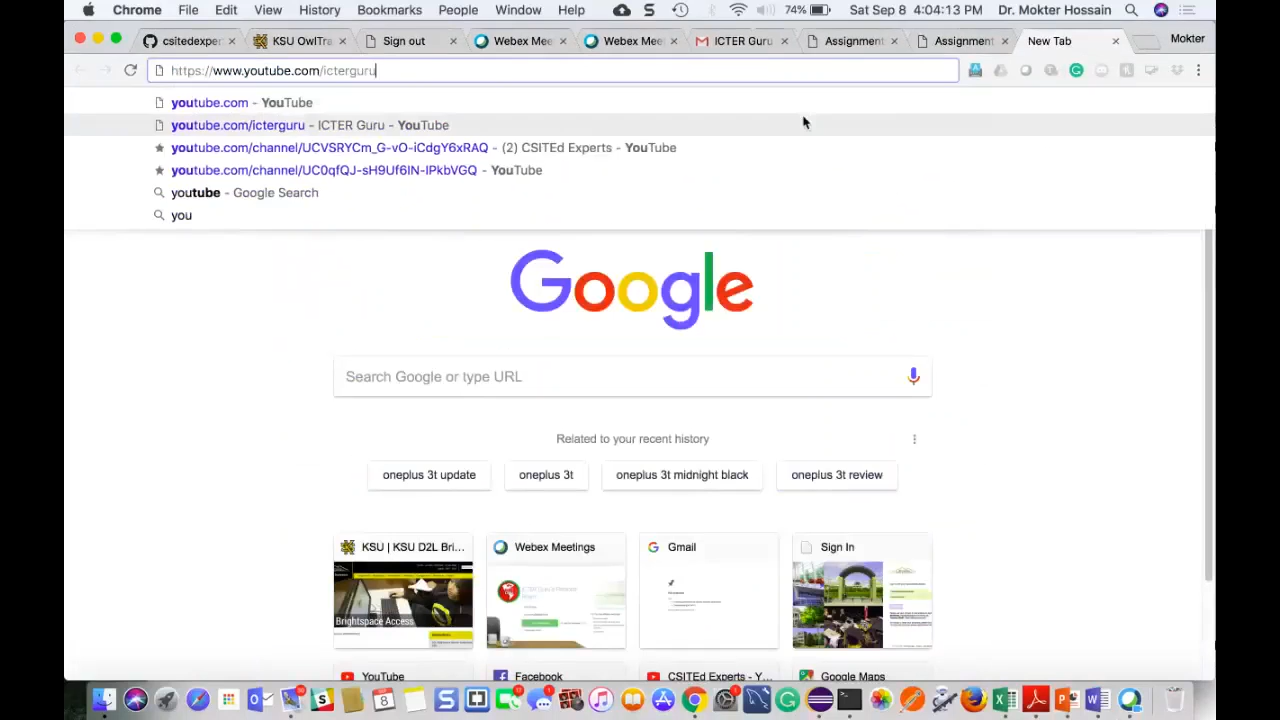 Chrome File Edit View History Bookmarks People Window Help 74% Sat Sep 8 4:04:13 PM Dr. Mokter Hossain
csitedexper KSU OwlTra Sign out Webex Mee Webex Mee ICTER Guru Assignment Assignment New Tab Mokter
https://www.youtube.com/icterguru
youtube.com - YouTube
youtube.com/icterguru - ICTER Guru - YouTube
youtube.com/channel/UCVSRYCm_G-vO-iCdgY6xRAQ - (2) CSITEd Experts - YouTube
youtube.com/channel/UC0qfQJ-sH9Uf6IN-IPkbVGQ - YouTube
youtube - Google Search
you
Google
Search Google or type URL
Related to your recent history
oneplus 3t update oneplus 3t oneplus 3t midnight black oneplus 3t review
KSU | KSU D2L Bri... Webex Meetings Gmail Sign In
Brightspace Access
YouTube Facebook CSITEd Experts - Y... Google Maps
8